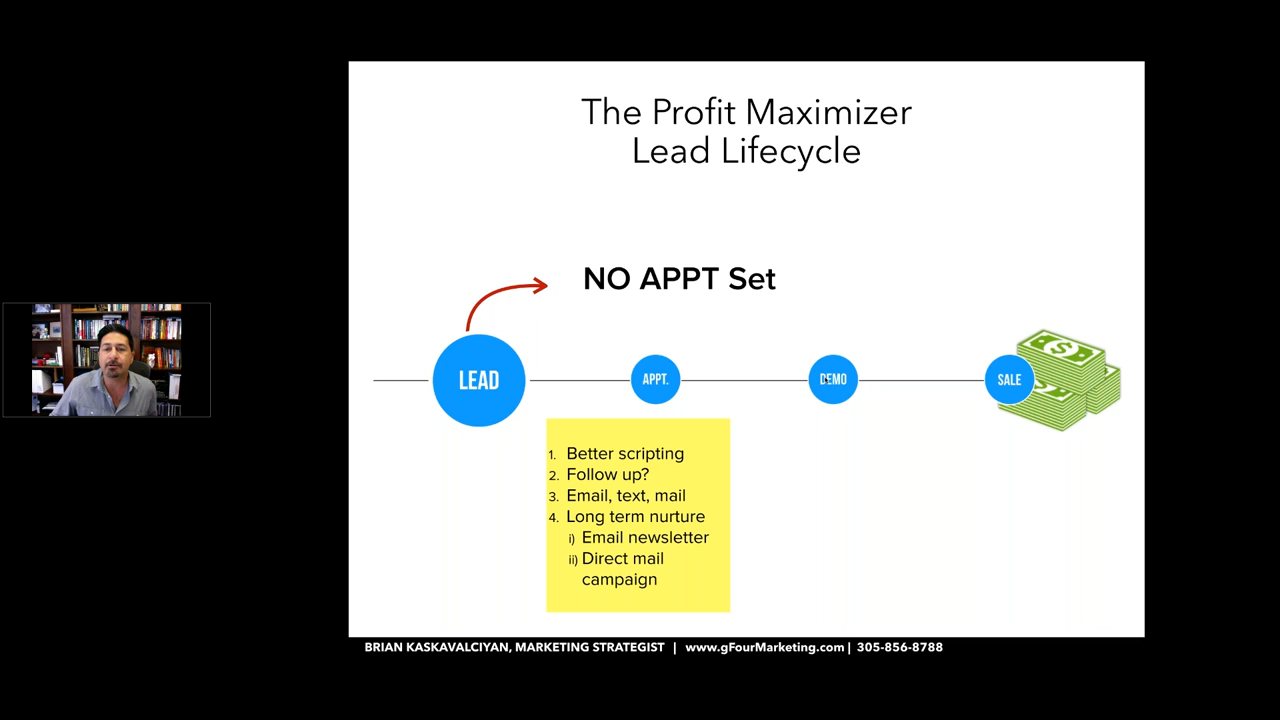 The Profit Maximizer
Lead Lifecycle
NO APPT Set
LEAD
APPT.
DEMO
SALE
$
1. Better scripting
2. Follow up?
3. Email, text, mail
4. Long term nurture
i) Email newsletter
ii) Direct mail
campaign
BRIAN KASKAVALCIYAN, MARKETING STRATEGIST | www.gFourMarketing.com | 305-856-8788